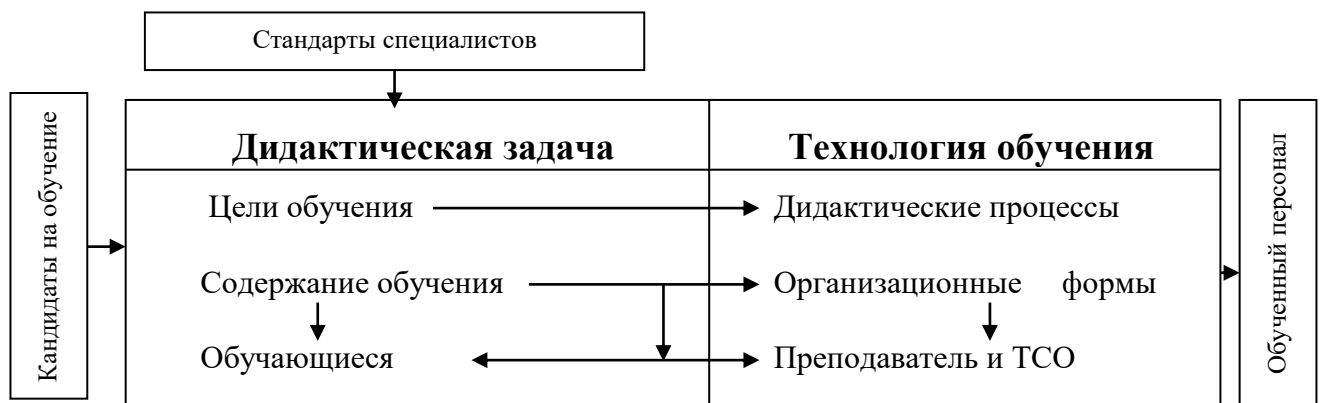 Стандарты специалистов
Кандидаты на обучение
Дидактическая задача
Технология обучения
Цели обучения
Дидактические процессы
Содержание обучения
Организационные формы
Обучающиеся
Преподаватель и ТСО
Обученный персонал